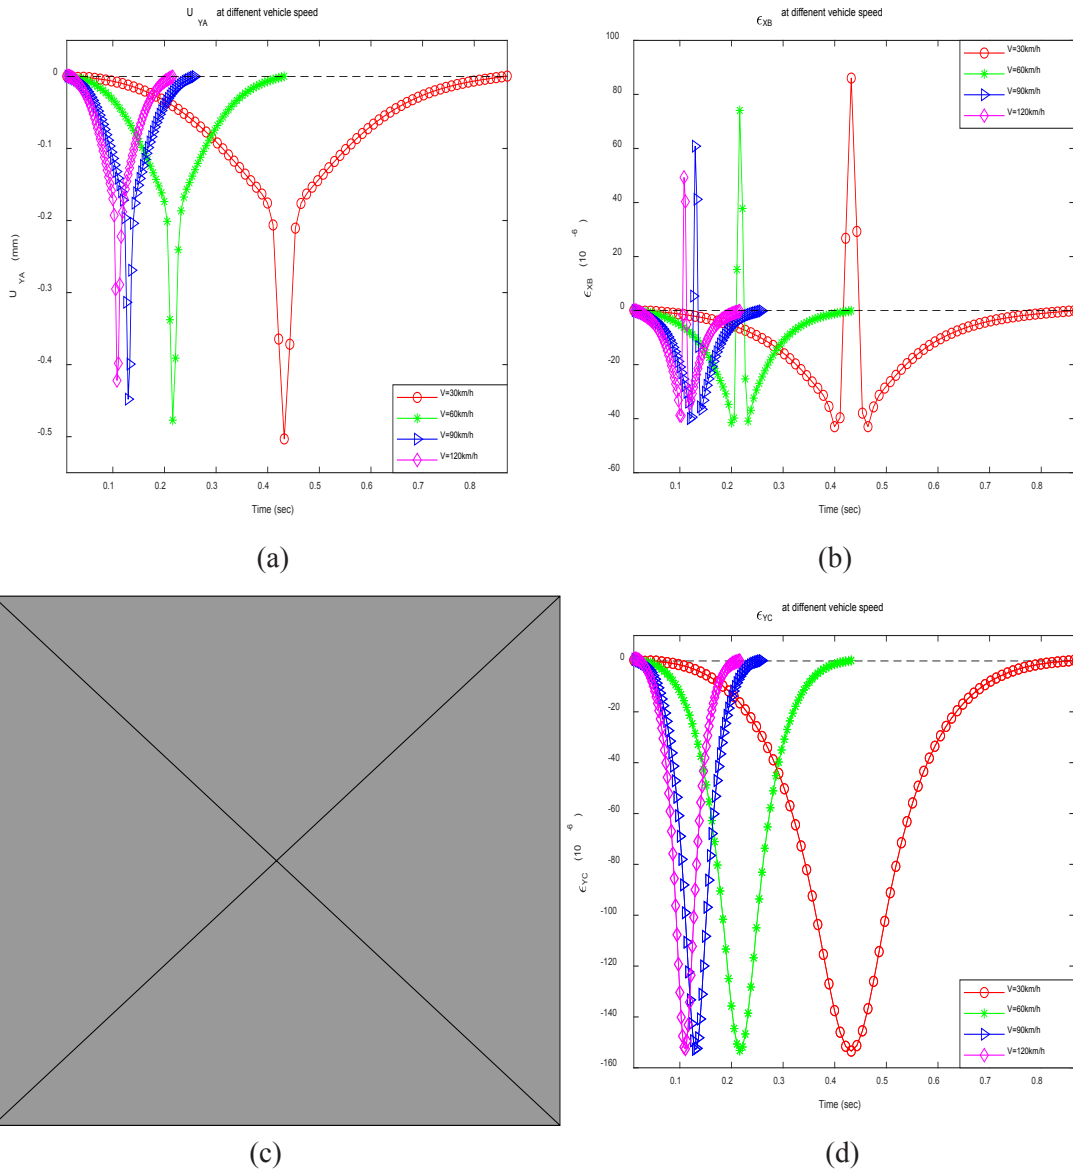 U YA at diffenent vehicle speed
0
-0.1
-0.2
-0.3
-0.4
-0.5
U YA (mm)
0.1 0.2 0.3 0.4 0.5 0.6 0.7 0.8
Time (sec)
V=30km/h
V=60km/h
V=90km/h
V=120km/h
(a)
ϵXB at diffenent vehicle speed
100
80
60
40
20
0
-20
-40
-60
ϵXB (10 -6 )
0.1 0.2 0.3 0.4 0.5 0.6 0.7 0.8
Time (sec)
V=30km/h
V=60km/h
V=90km/h
V=120km/h
(b)
(c)
ϵYC at diffenent vehicle speed
0
-20
-40
-60
-80
-100
-120
-140
-160
ϵYC (10 -6 )
0.1 0.2 0.3 0.4 0.5 0.6 0.7 0.8
Time (sec)
V=30km/h
V=60km/h
V=90km/h
V=120km/h
(d)